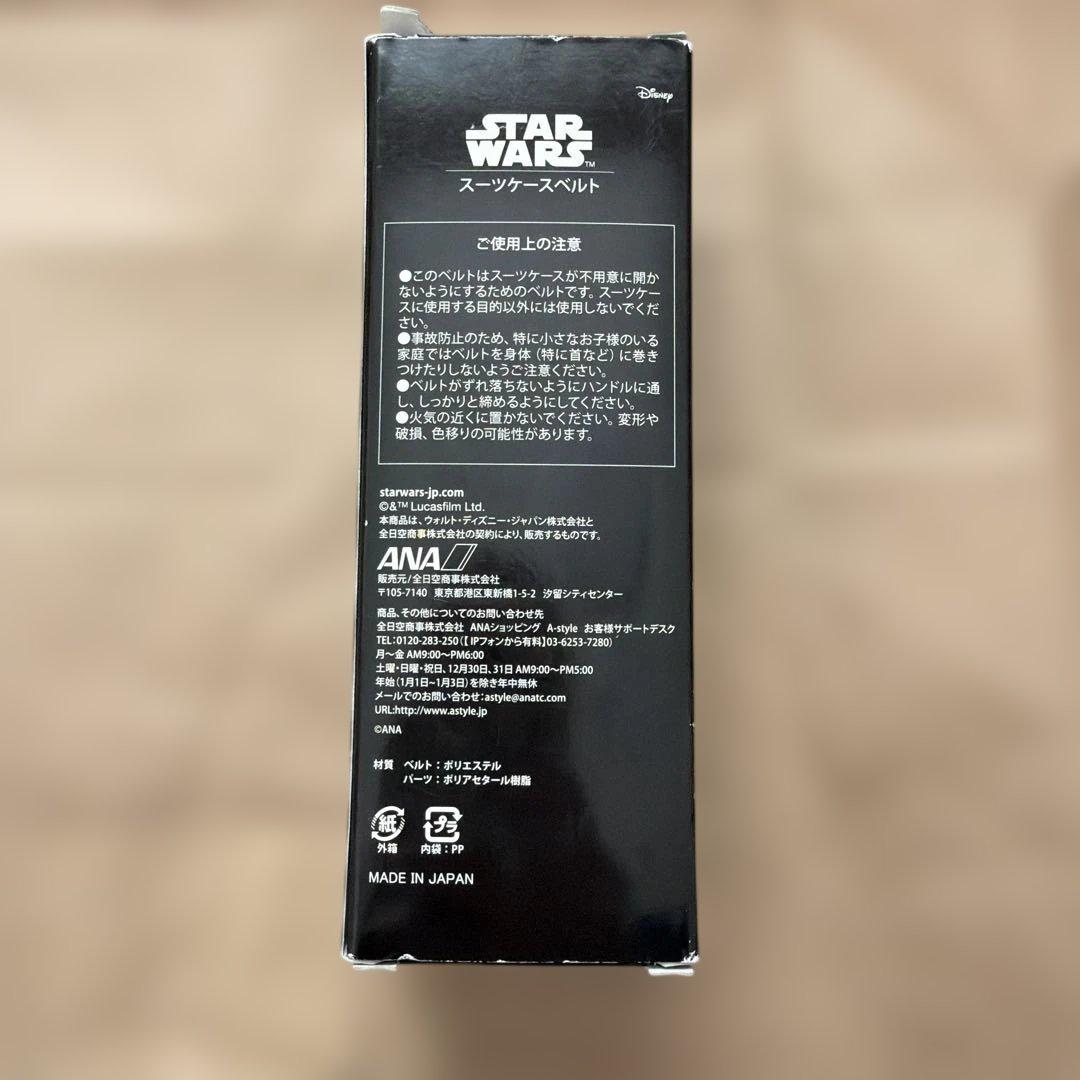 Disney
STAR
WARS™
スーツケースベルト
ご使用上の注意
●このベルトはスーツケースが不用意に開か
ないようにするためのベルトです。スーツケー
スに使用する目的以外には使用しないでくだ
さい。
●事故防止のため、特に小さなお子様のいる
家庭ではベルトを身体（特に首など）に巻き
つけたりしないようご注意ください。
●ベルトがずれ落ちないようにハンドルに通
し、しっかりと締めるようにしてください。
●火気の近くに置かないでください。変形や
破損、色移りの可能性があります。
starwars-jp.com
©&™ Lucasfilm Ltd.
本商品は、ウォルト・ディズニー・ジャパン株式会社と
全日空商事株式会社の契約により、販売するものです。
ANA
販売元/全日空商事株式会社
〒105-7140 東京都港区東新橋1-5-2 汐留シティセンター
商品、その他についてのお問い合わせ先
全日空商事株式会社 ANAショッピング A-style お客様サポートデスク
TEL:0120-283-250(【IPフォンから有料】03-6253-7280)
月～金 AM9:00～PM6:00
土曜・日曜・祝日、12月30日、31日 AM9:00～PM5:00
年始(1月1日~1月3日)を除き年中無休
メールでのお問い合わせ:astyle@anatc.com
URL:http://www.astyle.jp
©ANA
材質 ベルト：ポリエステル
パーツ：ポリアセタール樹脂
紙 プラ
外箱 内袋：PP
MADE IN JAPAN